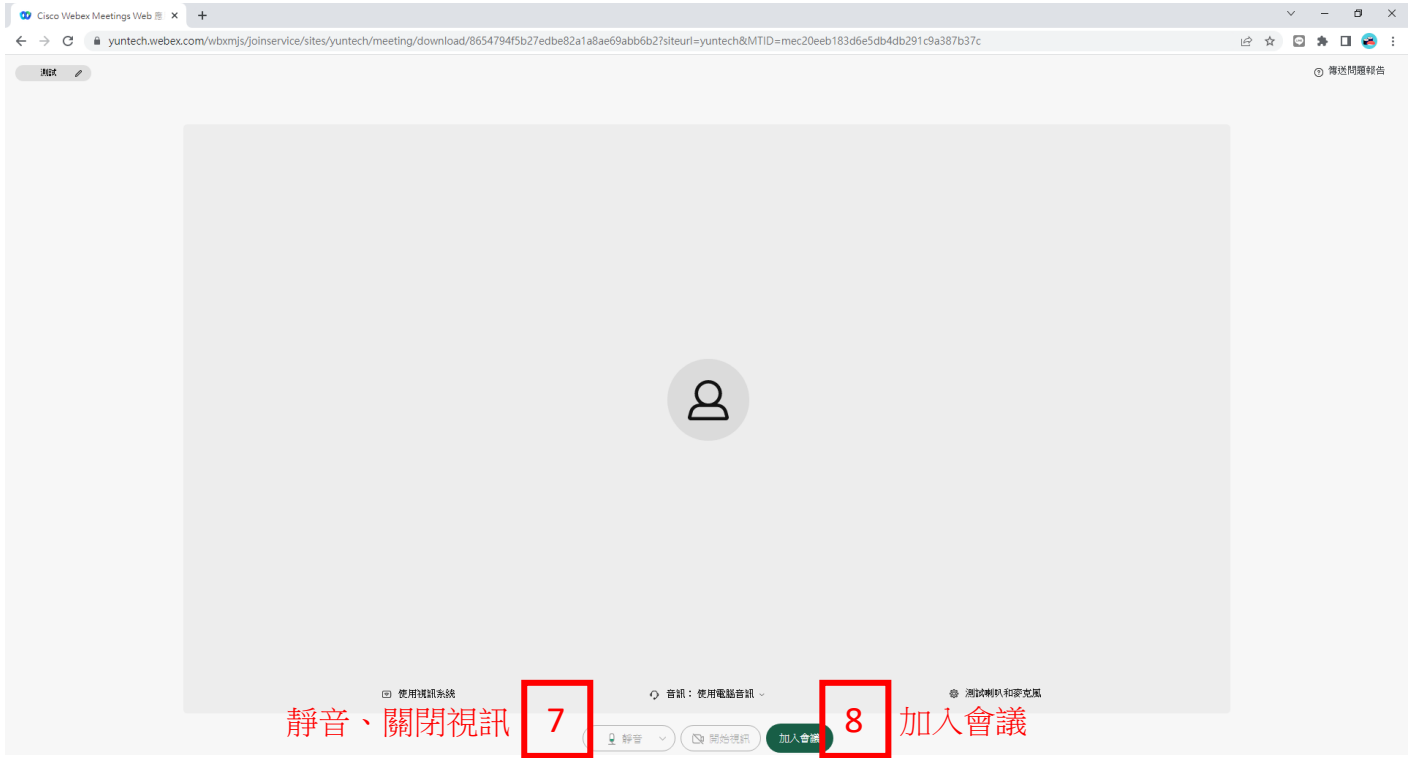 Cisco Webex Meetings Web 應
yuntech.webex.com/wbxmjs/joinservice/sites/yuntech/meeting/download/8654794f5b27edbe82a1a8ae69abb6b2?siteurl=yuntech&MTID=mec20eeb183d6e5db4db291c9a387b37c
測試
傳送問題報告
使用視訊系統
音訊：使用電腦音訊
測試喇叭和麥克風
靜音、關閉視訊 7
8 加入會議
靜音
開始視訊
加入會議